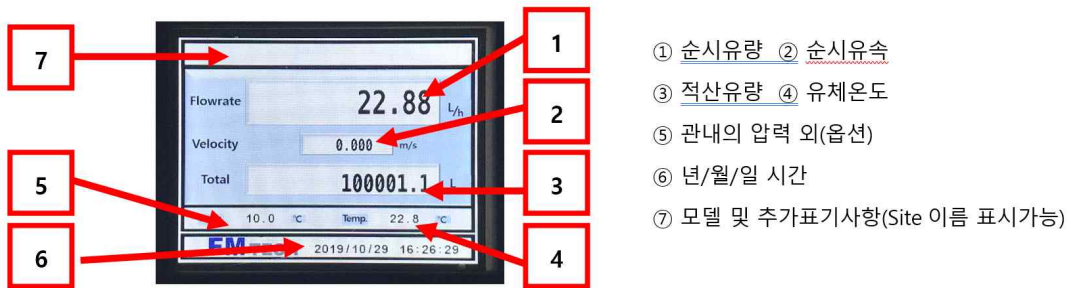 7
1
2
5
3
6
4
Flowrate 22.88 L/h
Velocity 0.000 m/s
Total 100001.1 L
10.0 ℃ Temp. 22.8 ℃
2019/10/29 16:26:29
① 순시유량 ② 순시유속
③ 적산유량 ④ 유체온도
⑤ 관내의 압력 외(옵션)
⑥ 년/월/일 시간
⑦ 모델 및 추가표기사항(Site 이름 표시가능)